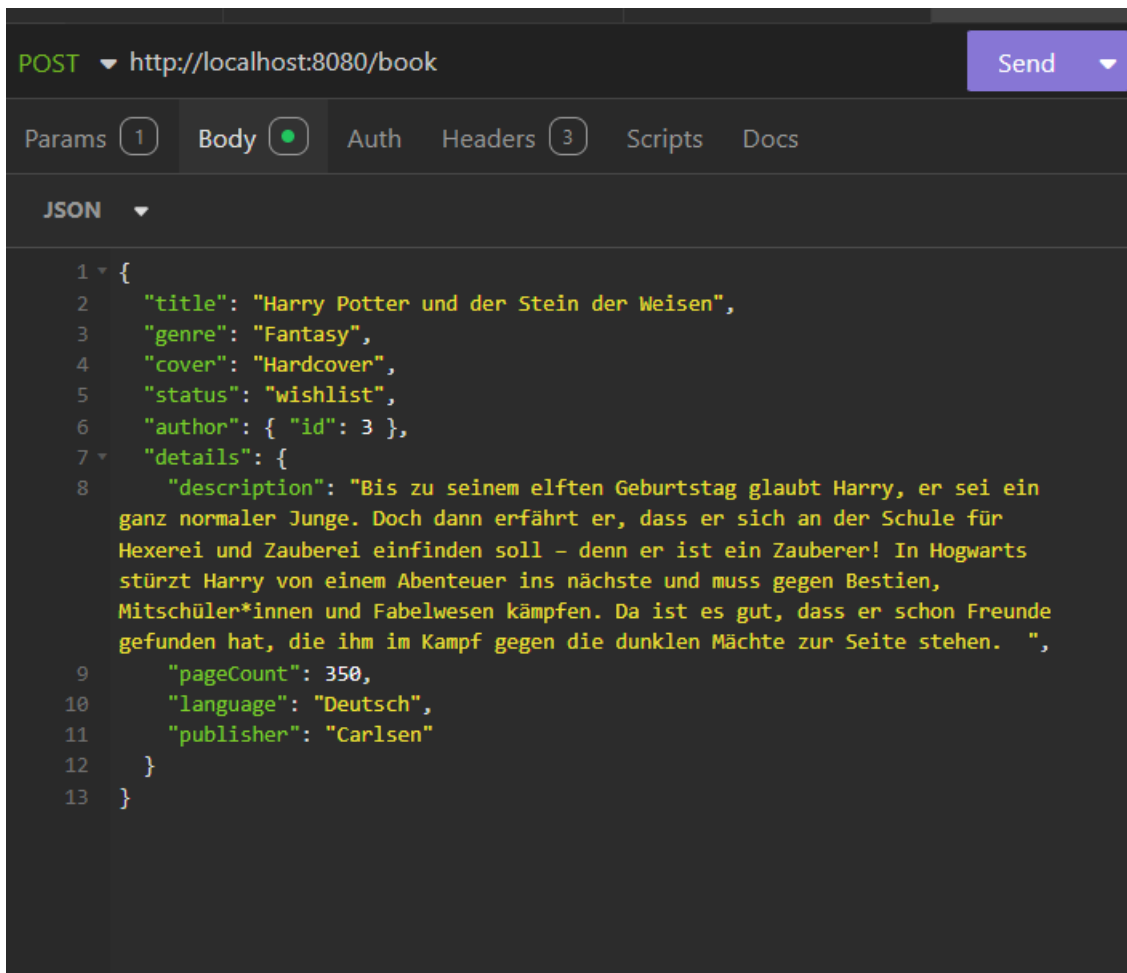 POST http://localhost:8080/book Send
Params 1 Body Auth Headers 3 Scripts Docs
JSON
1 {
2 "title": "Harry Potter und der Stein der Weisen",
3 "genre": "Fantasy",
4 "cover": "Hardcover",
5 "status": "wishlist",
6 "author": { "id": 3 },
7 "details": {
8 "description": "Bis zu seinem elften Geburtstag glaubt Harry, er sei ein
ganz normaler Junge. Doch dann erfährt er, dass er sich an der Schule für
Hexerei und Zauberei einfinden soll – denn er ist ein Zauberer! In Hogwarts
stürzt Harry von einem Abenteuer ins nächste und muss gegen Bestien,
Mitschüler*innen und Fabelwesen kämpfen. Da ist es gut, dass er schon Freunde
gefunden hat, die ihm im Kampf gegen die dunklen Mächte zur Seite stehen.  ",
9 "pageCount": 350,
10 "language": "Deutsch",
11 "publisher": "Carlsen"
12 }
13 }